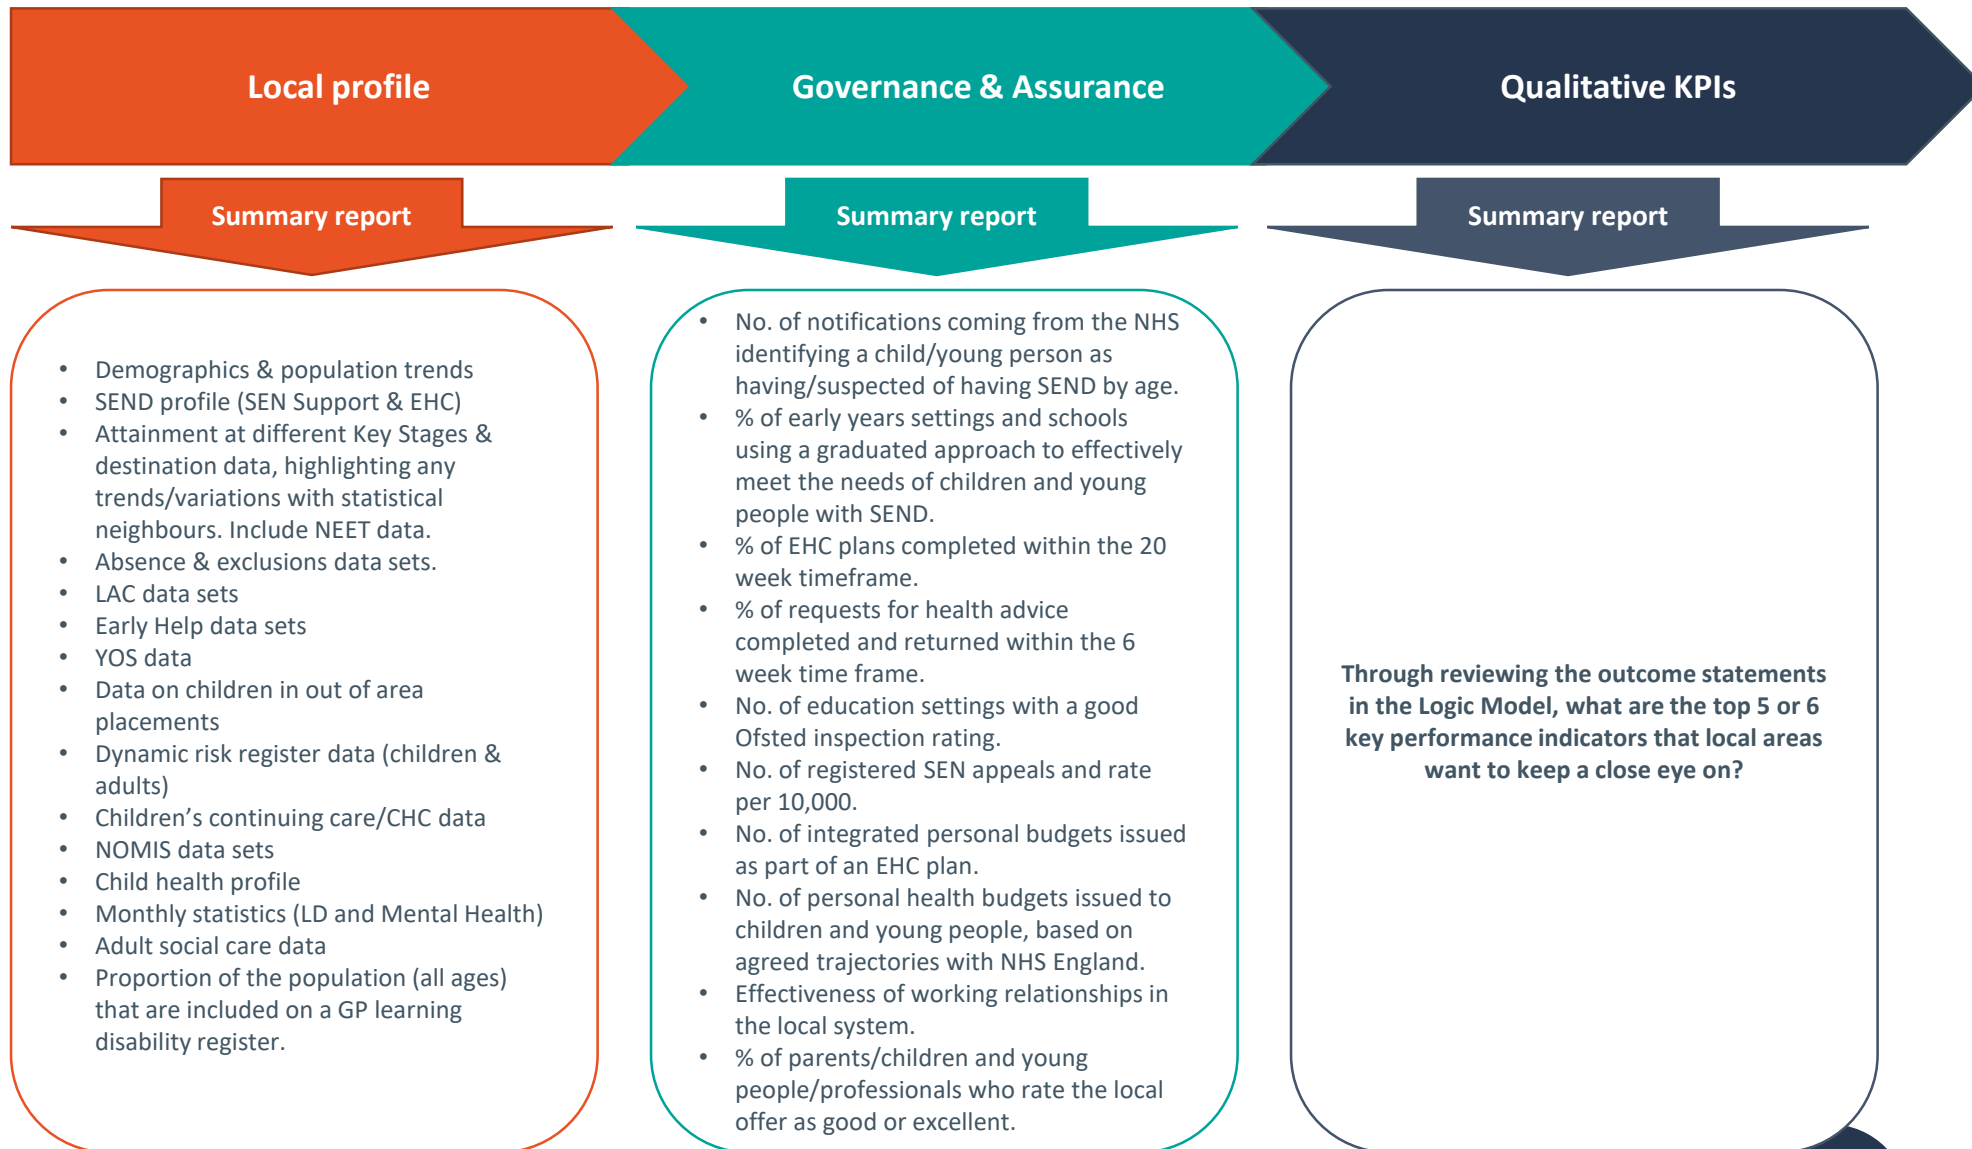 Local profile
Governance & Assurance
Qualitative KPIs
Summary report
Summary report
Summary report
• Demographics & population trends
• SEND profile (SEN Support & EHC)
• Attainment at different Key Stages &
destination data, highlighting any
trends/variations with statistical
neighbours. Include NEET data.
• Absence & exclusions data sets.
• LAC data sets
• Early Help data sets
• YOS data
• Data on children in out of area
placements
• Dynamic risk register data (children &
adults)
• Children’s continuing care/CHC data
• NOMIS data sets
• Child health profile
• Monthly statistics (LD and Mental Health)
• Adult social care data
• Proportion of the population (all ages)
that are included on a GP learning
disability register.
• No. of notifications coming from the NHS
identifying a child/young person as
having/suspected of having SEND by age.
• % of early years settings and schools
using a graduated approach to effectively
meet the needs of children and young
people with SEND.
• % of EHC plans completed within the 20
week timeframe.
• % of requests for health advice
completed and returned within the 6
week time frame.
• No. of education settings with a good
Ofsted inspection rating.
• No. of registered SEN appeals and rate
per 10,000.
• No. of integrated personal budgets issued
as part of an EHC plan.
• No. of personal health budgets issued to
children and young people, based on
agreed trajectories with NHS England.
• Effectiveness of working relationships in
the local system.
• % of parents/children and young
people/professionals who rate the local
offer as good or excellent.
Through reviewing the outcome statements
in the Logic Model, what are the top 5 or 6
key performance indicators that local areas
want to keep a close eye on?